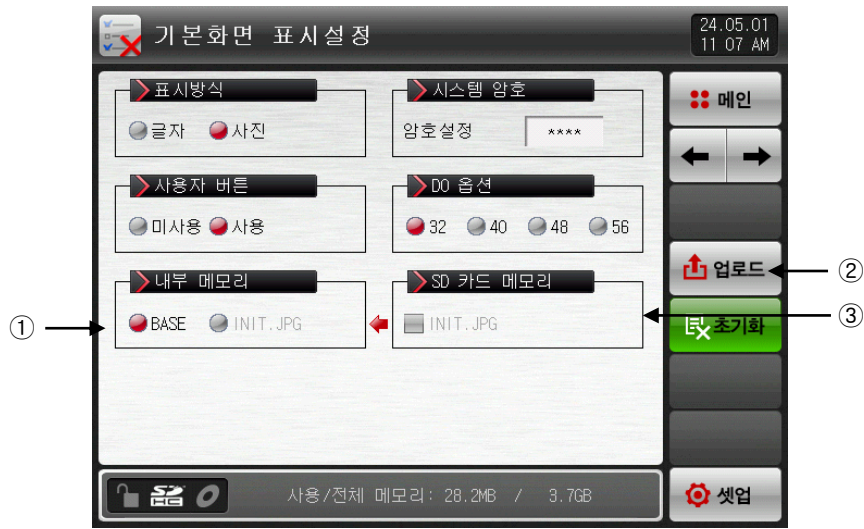 기본화면 표시설정
24.05.01
11 07 AM
표시방식
글자 사진
시스템 암호
암호설정 ****
메인
사용자 버튼
미사용 사용
DO 옵션
32 40 48 56
업로드 ②
내부 메모리
① BASE INIT.JPG
SD 카드 메모리
INIT.JPG
③
초기화
SD HC
사용/전체 메모리: 28.2MB / 3.7GB
셋업